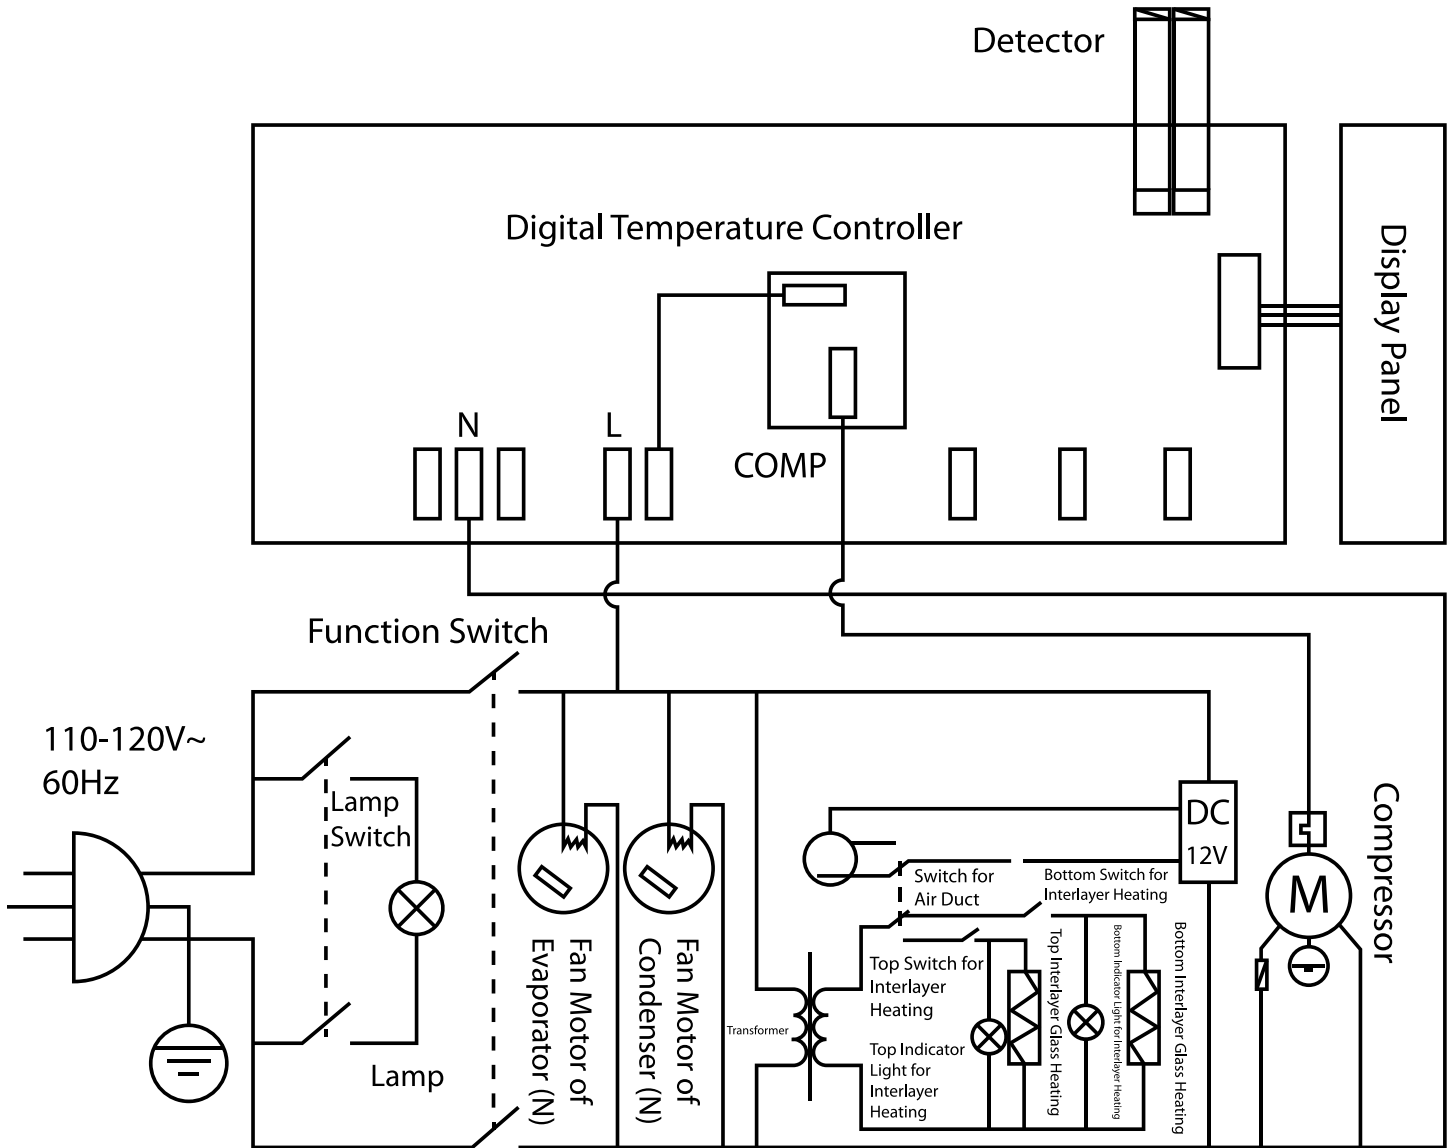 Detector
Digital Temperature Controller
Display Panel
N
L
COMP
Function Switch
110-120V~
60Hz
Lamp
Switch
Lamp
Fan Motor of
Evaporator (N)
Fan Motor of
Condenser (N)
Transformer
DC
12V
Switch for
Air Duct
Bottom Switch for
Interlayer Heating
Top Switch for
Interlayer
Heating
Top Indicator
Light for
Interlayer
Heating
Top Interlayer Glass Heating
Bottom Indicator Light for Interlayer Heating
Bottom Interlayer Glass Heating
M
Compressor